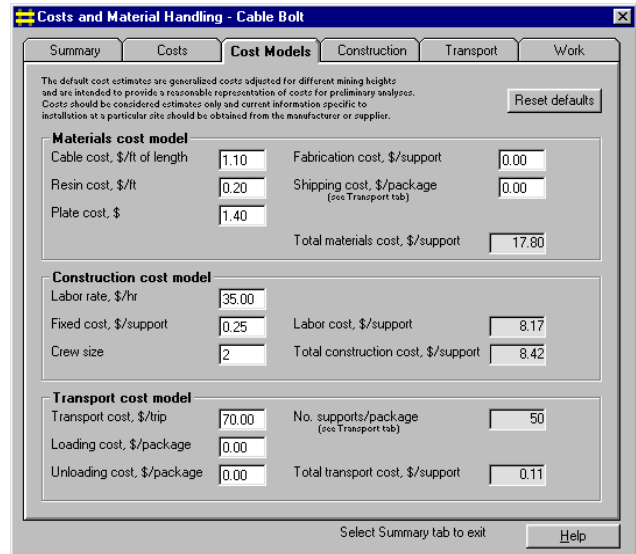 Costs and Material Handling - Cable Bolt
Summary Costs Cost Models Construction Transport Work
The default cost estimates are generalized costs adjusted for different mining heights
and are intended to provide a reasonable representation of costs for preliminary analyses.
Costs should be considered estimates only and current information specific to
installation at a particular site should be obtained from the manufacturer or supplier.
Reset defaults
Materials cost model
Cable cost, $/ft of length 1.10 Fabrication cost, $/support 0.00
Resin cost, $/ft 0.20 Shipping cost, $/package 0.00
(see Transport tab)
Plate cost, $ 1.40
Total materials cost, $/support 17.80
Construction cost model
Labor rate, $/hr 35.00
Fixed cost, $/support 0.25 Labor cost, $/support 8.17
Crew size 2 Total construction cost, $/support 8.42
Transport cost model
Transport cost, $/trip 70.00 No. supports/package 50
(see Transport tab)
Loading cost, $/package 0.00
Unloading cost, $/package 0.00 Total transport cost, $/support 0.11
Select Summary tab to exit Help